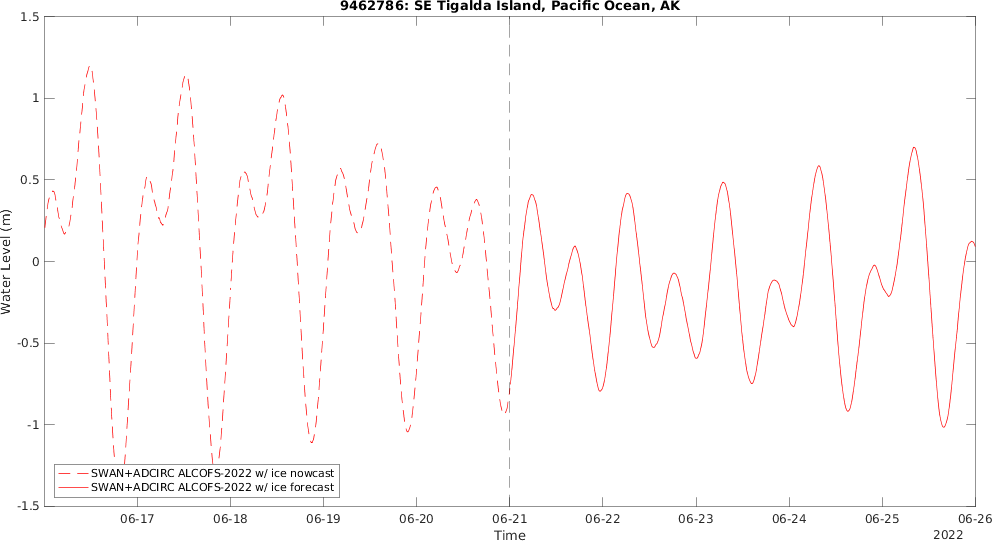 9462786: SE Tigalda Island, Pacific Ocean, AK
1.5
1
0.5
0
-0.5
-1
-1.5
Water Level (m)
SWAN+ADCIRC ALCOFS-2022 w/ ice nowcast
SWAN+ADCIRC ALCOFS-2022 w/ ice forecast
06-17 06-18 06-19 06-20 06-21 06-22 06-23 06-24 06-25 06-26
Time
2022